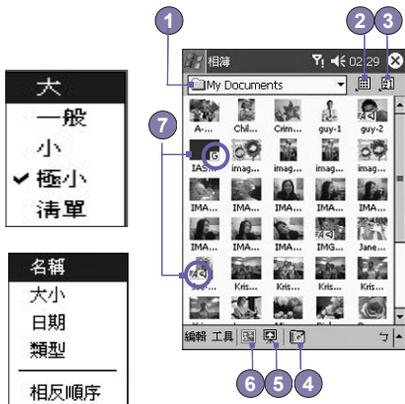 1
2
3
相簿
02:29
My Documents
大
一般
小
極小
清單
A-...
Chil...
Crim...
guy-1
guy-2
7
G
IAS...
imag...
imag...
imag...
imag...
IMA...
IMA...
IMA...
IMA...
IMA...
IMA...
IMA...
IMA...
IMG...
Jane...
Kris...
Kris...
Kris...
Kris...
名稱
大小
日期
類型
相反順序
編輯 工具
ㄅ
6
5
4